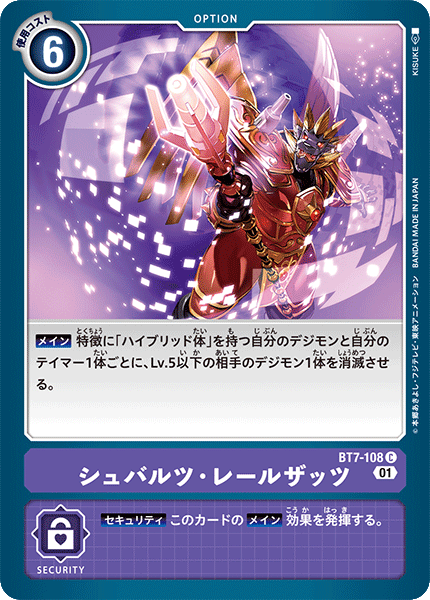 OPTION
使用コスト
6
KISUKE
BANDAI MADE IN JAPAN
©本郷あきよし・フジテレビ・東映アニメーション
メイン 特徴に「ハイブリッド体」を持つ自分のデジモンと自分の
テイマー1体ごとに、Lv.5以下の相手のデジモン1体を消滅させ
る。
BT7-108 C
シュバルツ・レールザッツ
01
セキュリティ このカードの メイン 効果を発揮する。
SECURITY